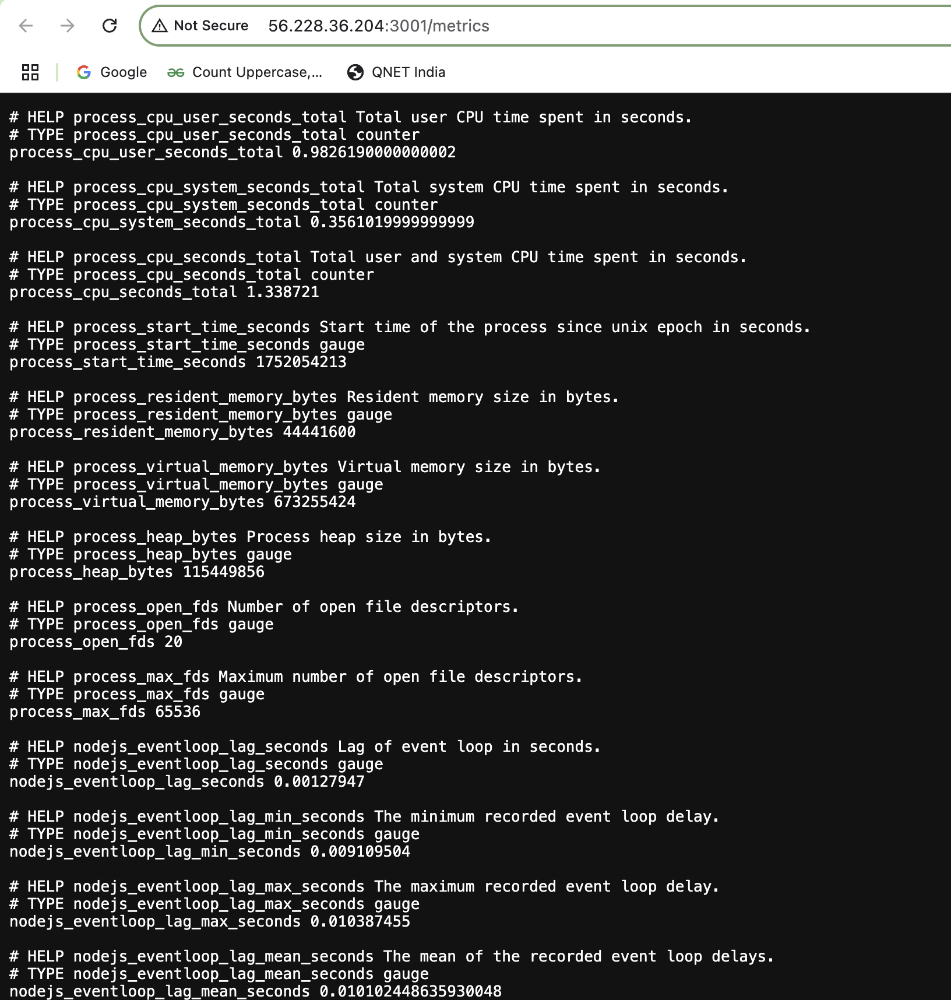 Not Secure 56.228.36.204:3001/metrics
Google Count Uppercase,... QNET India
# HELP process_cpu_user_seconds_total Total user CPU time spent in seconds.
# TYPE process_cpu_user_seconds_total counter
process_cpu_user_seconds_total 0.9826190000000002
# HELP process_cpu_system_seconds_total Total system CPU time spent in seconds.
# TYPE process_cpu_system_seconds_total counter
process_cpu_system_seconds_total 0.3561019999999999
# HELP process_cpu_seconds_total Total user and system CPU time spent in seconds.
# TYPE process_cpu_seconds_total counter
process_cpu_seconds_total 1.338721
# HELP process_start_time_seconds Start time of the process since unix epoch in seconds.
# TYPE process_start_time_seconds gauge
process_start_time_seconds 1752054213
# HELP process_resident_memory_bytes Resident memory size in bytes.
# TYPE process_resident_memory_bytes gauge
process_resident_memory_bytes 44441600
# HELP process_virtual_memory_bytes Virtual memory size in bytes.
# TYPE process_virtual_memory_bytes gauge
process_virtual_memory_bytes 673255424
# HELP process_heap_bytes Process heap size in bytes.
# TYPE process_heap_bytes gauge
process_heap_bytes 115449856
# HELP process_open_fds Number of open file descriptors.
# TYPE process_open_fds gauge
process_open_fds 20
# HELP process_max_fds Maximum number of open file descriptors.
# TYPE process_max_fds gauge
process_max_fds 65536
# HELP nodejs_eventloop_lag_seconds Lag of event loop in seconds.
# TYPE nodejs_eventloop_lag_seconds gauge
nodejs_eventloop_lag_seconds 0.00127947
# HELP nodejs_eventloop_lag_min_seconds The minimum recorded event loop delay.
# TYPE nodejs_eventloop_lag_min_seconds gauge
nodejs_eventloop_lag_min_seconds 0.009109504
# HELP nodejs_eventloop_lag_max_seconds The maximum recorded event loop delay.
# TYPE nodejs_eventloop_lag_max_seconds gauge
nodejs_eventloop_lag_max_seconds 0.010387455
# HELP nodejs_eventloop_lag_mean_seconds The mean of the recorded event loop delays.
# TYPE nodejs_eventloop_lag_mean_seconds gauge
nodejs_eventloop_lag_mean_seconds 0.010102448635930048